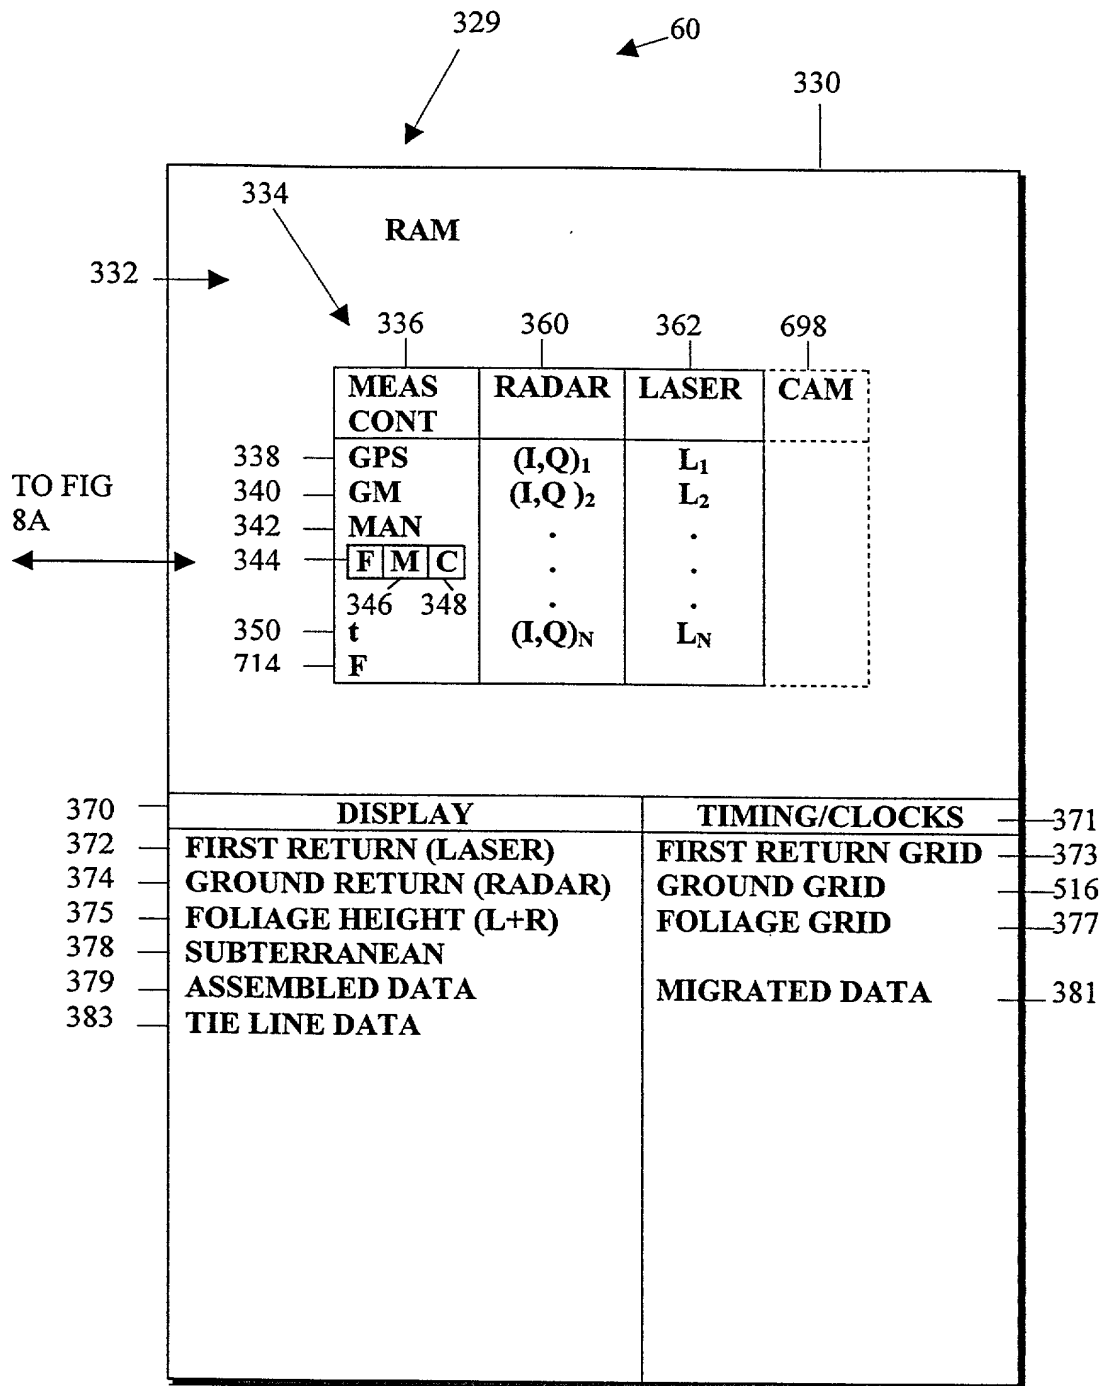 329
60
330
334
RAM
332
336 360 362 698
MEAS CONT RADAR LASER CAM
338 GPS (I,Q)₁ L₁
TO FIG 8A
340 GM (I,Q )₂ L₂
342 MAN . .
344 F M C . .
346 348 . .
350 t (I,Q)N LN
714 F
370 DISPLAY TIMING/CLOCKS 371
372 FIRST RETURN (LASER) FIRST RETURN GRID 373
374 GROUND RETURN (RADAR) GROUND GRID 516
375 FOLIAGE HEIGHT (L+R) FOLIAGE GRID 377
378 SUBTERRANEAN
379 ASSEMBLED DATA MIGRATED DATA 381
383 TIE LINE DATA